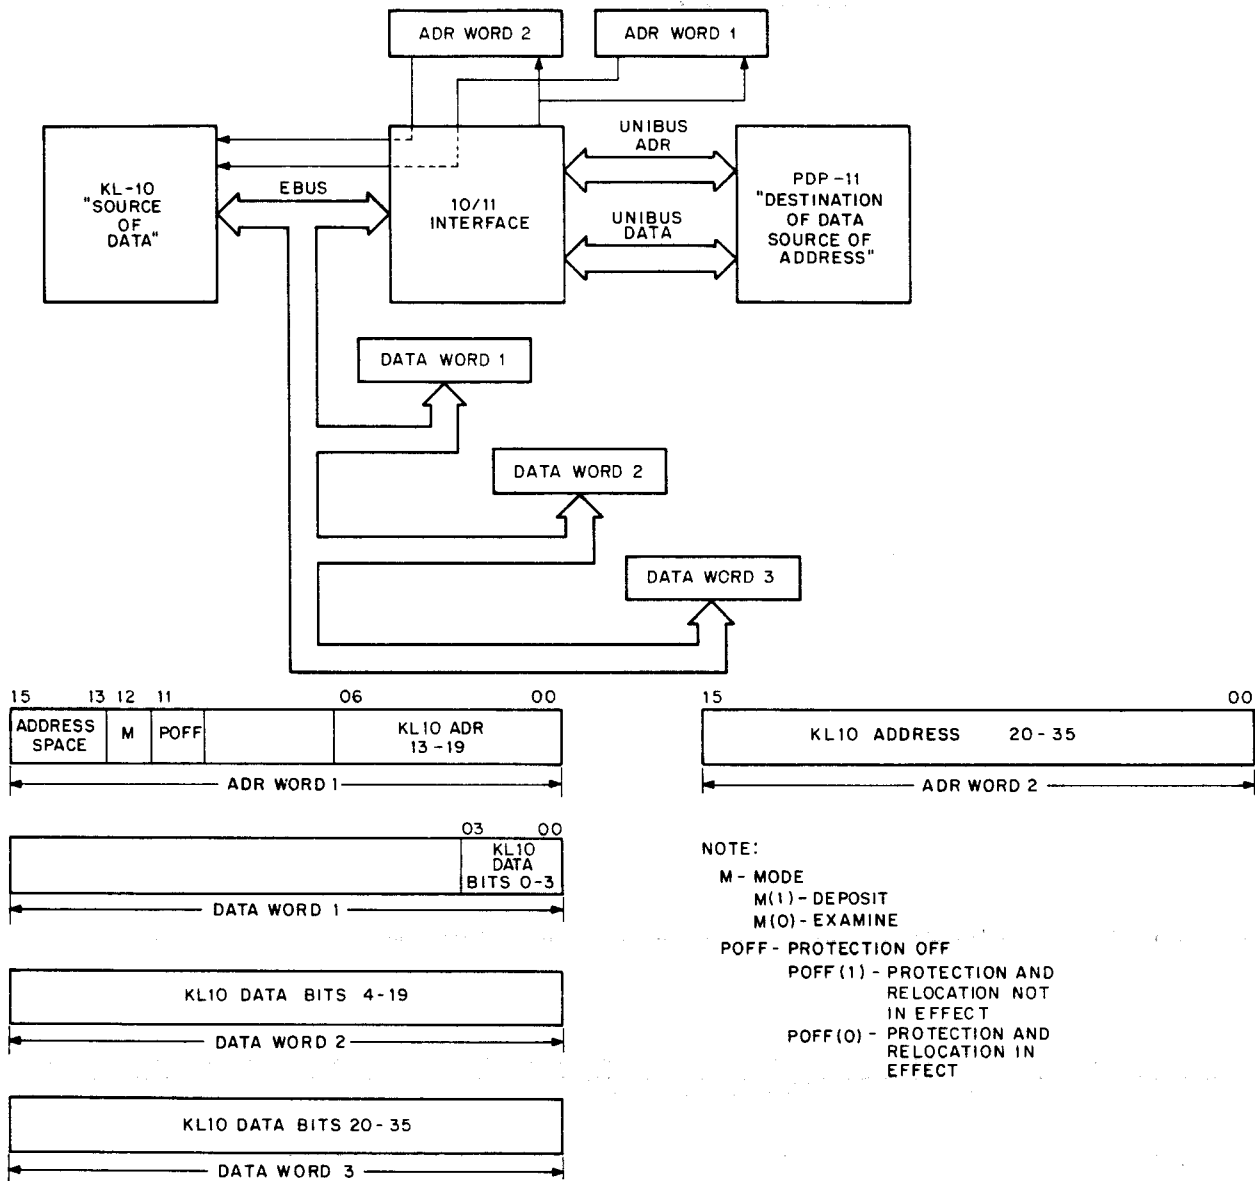 ADR WORD 2
ADR WORD 1
KL-10
"SOURCE
OF
DATA"
EBUS
10/11
INTERFACE
UNIBUS
ADR
UNIBUS
DATA
PDP-11
"DESTINATION
OF DATA
SOURCE OF
ADDRESS"
DATA WORD 1
DATA WORD 2
DATA WORD 3
15 13 12 11 06 00
ADDRESS
SPACE
M
POFF
KL10 ADR
13-19
ADR WORD 1
15 00
KL10 ADDRESS 20-35
ADR WORD 2
03 00
KL10
DATA
BITS 0-3
DATA WORD 1
KL10 DATA BITS 4-19
DATA WORD 2
KL10 DATA BITS 20-35
DATA WORD 3
NOTE:
M- MODE
M(1)- DEPOSIT
M(0)- EXAMINE
POFF- PROTECTION OFF
POFF(1)- PROTECTION AND
RELOCATION NOT
IN EFFECT
POFF(0)- PROTECTION AND
RELOCATION IN
EFFECT